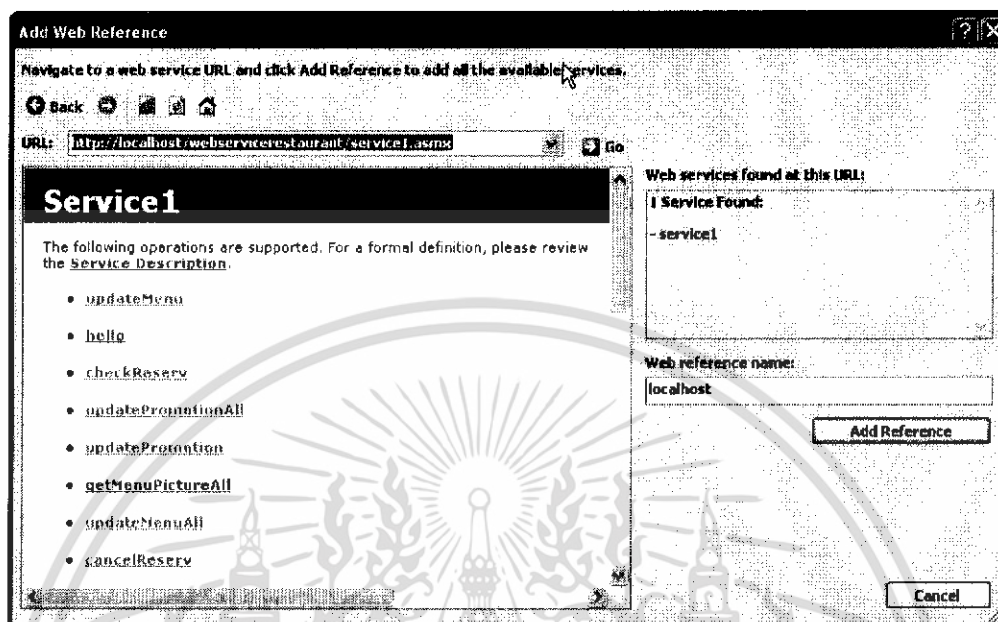 Add Web Reference
Navigate to a web service URL and click Add Reference to add all the available services.
Back
URL: http://localhost/webservicerestaurant/service1.asmx Go
Service1
The following operations are supported. For a formal definition, please review
the Service Description.
updateMenu
hello
checkReserv
updatePromotionAll
updatePromotion
getMenuPictureAll
updateMenuAll
cancelReserv
Web services found at this URL:
1 Service Found:
- service1
Web reference name:
localhost
Add Reference
Cancel